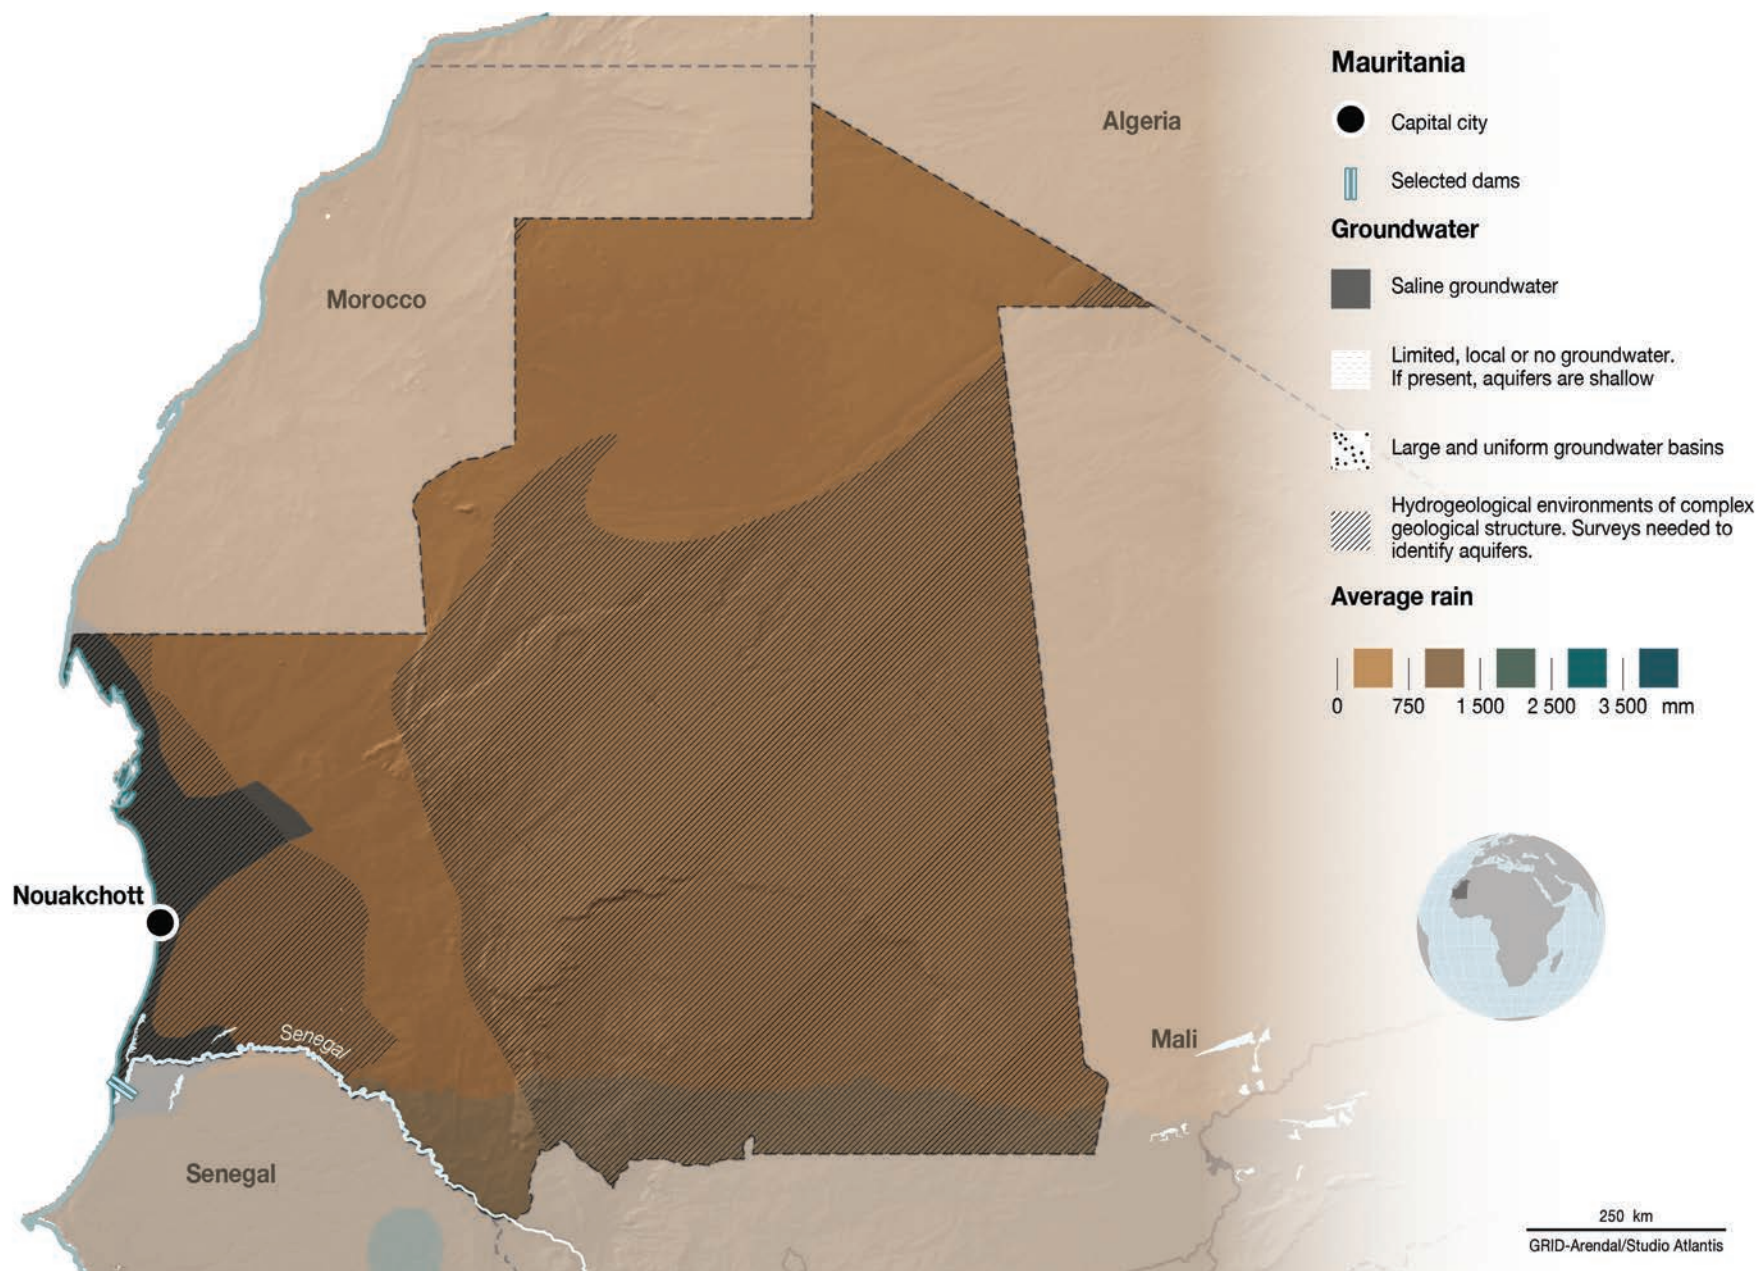 Mauritania
Capital city
Selected dams
Groundwater
Saline groundwater
Limited, local or no groundwater.
If present, aquifers are shallow
Large and uniform groundwater basins
Hydrogeological environments of complex
geological structure. Surveys needed to
identify aquifers.
Average rain
0 750 1 500 2 500 3 500 mm
Algeria
Morocco
Nouakchott
Senegal
Mali
Senegal
250 km
GRID-Arendal/Studio Atlantis